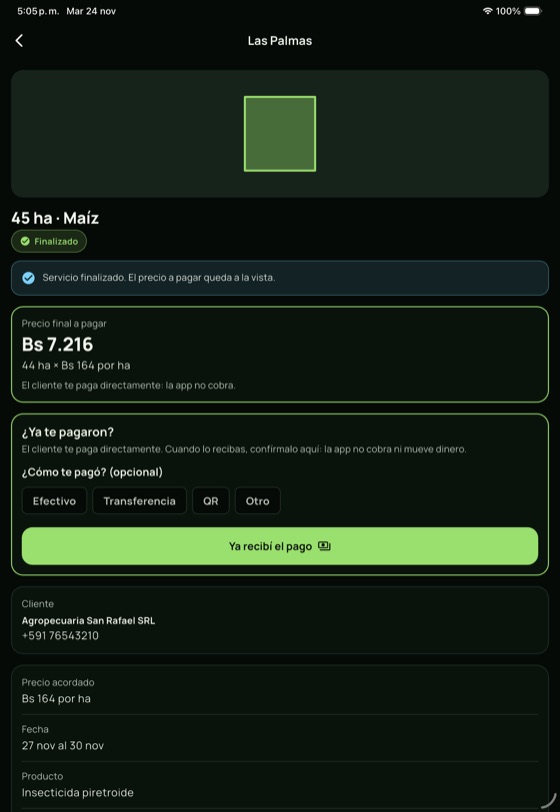 5:05 p. m. Mar 24 nov
100%
Las Palmas
45 ha · Maíz
Finalizado
Servicio finalizado. El precio a pagar queda a la vista.
Precio final a pagar
Bs 7.216
44 ha × Bs 164 por ha
El cliente te paga directamente: la app no cobra.
¿Ya te pagaron?
El cliente te paga directamente. Cuando lo recibas, confírmalo aquí: la app no cobra ni mueve dinero.
¿Cómo te pagó? (opcional)
Efectivo
Transferencia
QR
Otro
Ya recibí el pago
Cliente
Agropecuaria San Rafael SRL
+591 76543210
Precio acordado
Bs 164 por ha
Fecha
27 nov al 30 nov
Producto
Insecticida piretroide